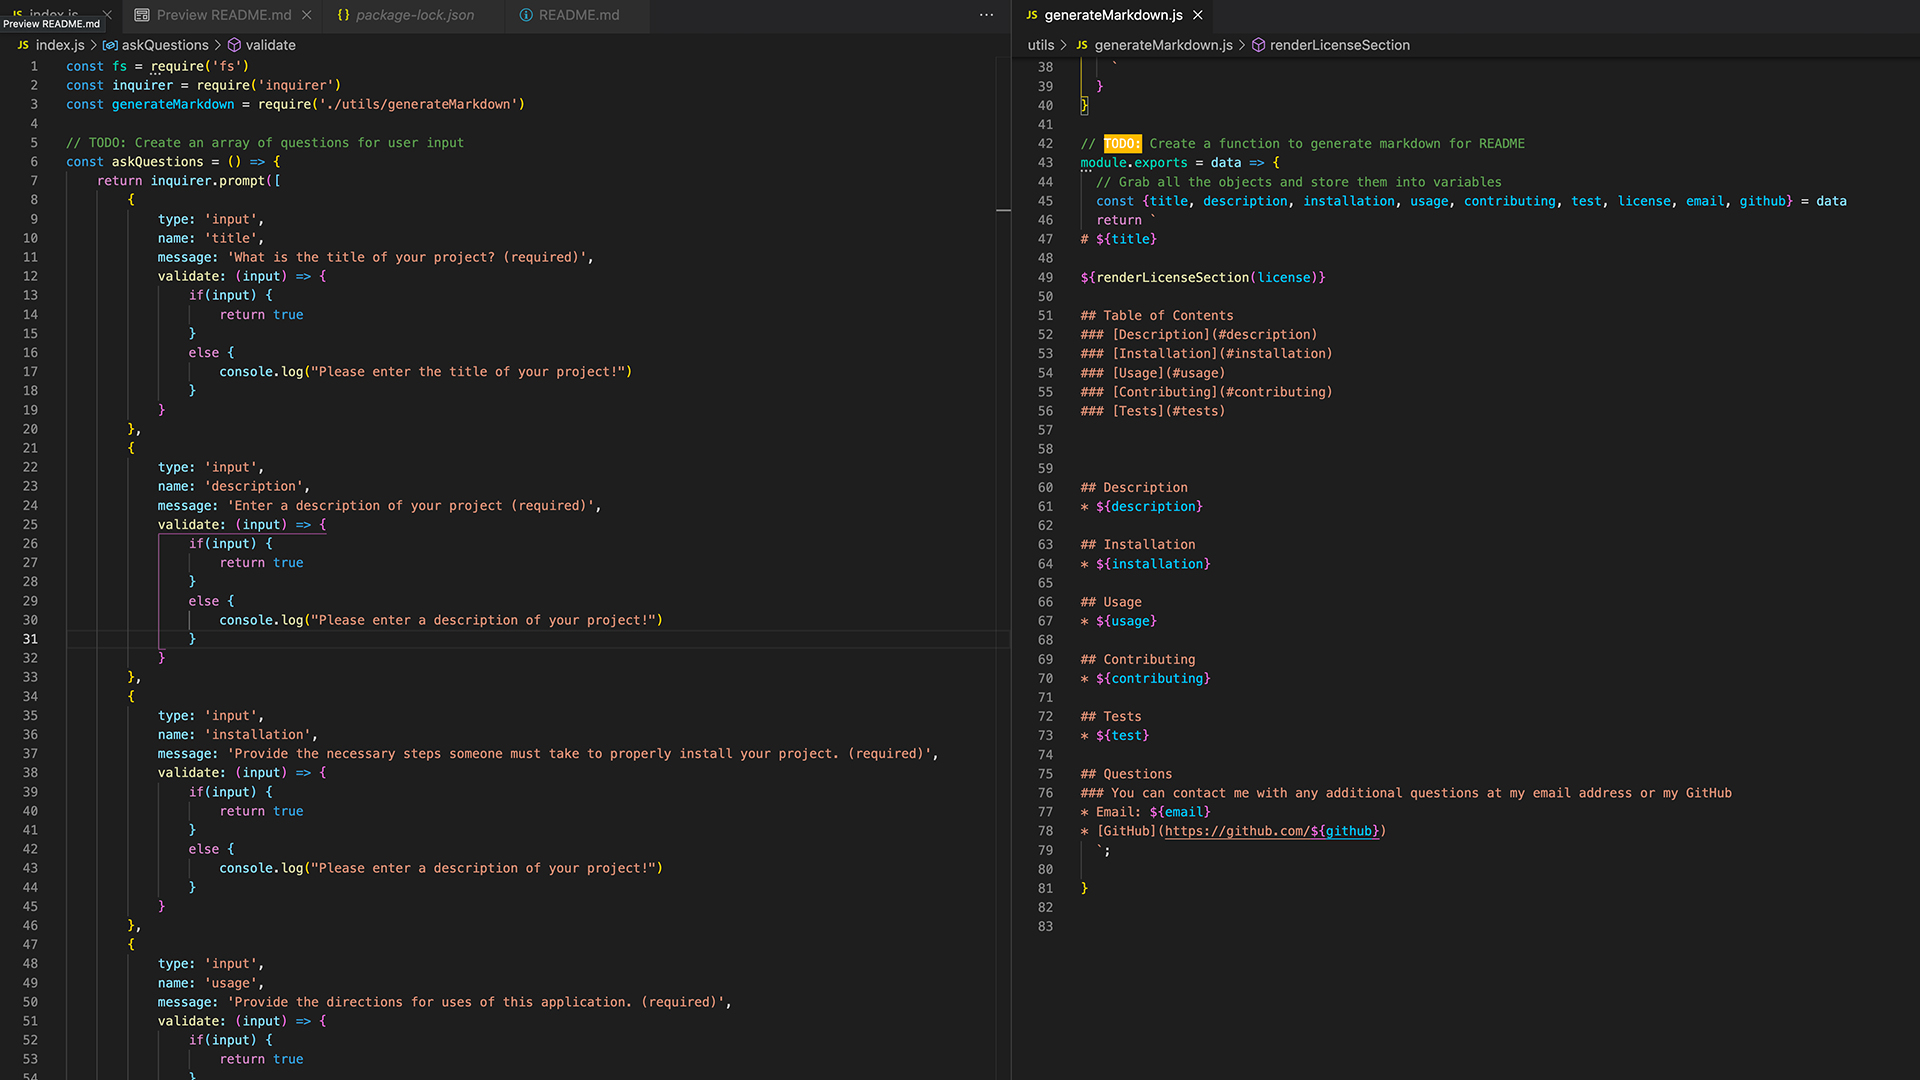 JS index.js
Preview README.md
Preview README.md
{} package-lock.json
README.md
JS index.js > askQuestions > validate
1 const fs = require('fs')
2 const inquirer = require('inquirer')
3 const generateMarkdown = require('./utils/generateMarkdown')
4
5 // TODO: Create an array of questions for user input
6 const askQuestions = () => {
7 return inquirer.prompt([
8 {
9 type: 'input',
10 name: 'title',
11 message: 'What is the title of your project? (required)',
12 validate: (input) => {
13 if(input) {
14 return true
15 }
16 else {
17 console.log("Please enter the title of your project!")
18 }
19 }
20 },
21 {
22 type: 'input',
23 name: 'description',
24 message: 'Enter a description of your project (required)',
25 validate: (input) => {
26 if(input) {
27 return true
28 }
29 else {
30 console.log("Please enter a description of your project!")
31 }
32 }
33 },
34 {
35 type: 'input',
36 name: 'installation',
37 message: 'Provide the necessary steps someone must take to properly install your project. (required)',
38 validate: (input) => {
39 if(input) {
40 return true
41 }
42 else {
43 console.log("Please enter a description of your project!")
44 }
45 }
46 },
47 {
48 type: 'input',
49 name: 'usage',
50 message: 'Provide the directions for uses of this application. (required)',
51 validate: (input) => {
52 if(input) {
53 return true
54 }
JS generateMarkdown.js
utils > JS generateMarkdown.js > renderLicenseSection
38 `
39 }
40 }
41
42 // TODO: Create a function to generate markdown for README
43 module.exports = data => {
44 // Grab all the objects and store them into variables
45 const {title, description, installation, usage, contributing, test, license, email, github} = data
46 return `
47 # ${title}
48
49 ${renderLicenseSection(license)}
50
51 ## Table of Contents
52 ### [Description](#description)
53 ### [Installation](#installation)
54 ### [Usage](#usage)
55 ### [Contributing](#contributing)
56 ### [Tests](#tests)
57
58
59
60 ## Description
61 * ${description}
62
63 ## Installation
64 * ${installation}
65
66 ## Usage
67 * ${usage}
68
69 ## Contributing
70 * ${contributing}
71
72 ## Tests
73 * ${test}
74
75 ## Questions
76 ### You can contact me with any additional questions at my email address or my GitHub
77 * Email: ${email}
78 * [GitHub](https://github.com/${github})
79 `;
80
81 }
82
83